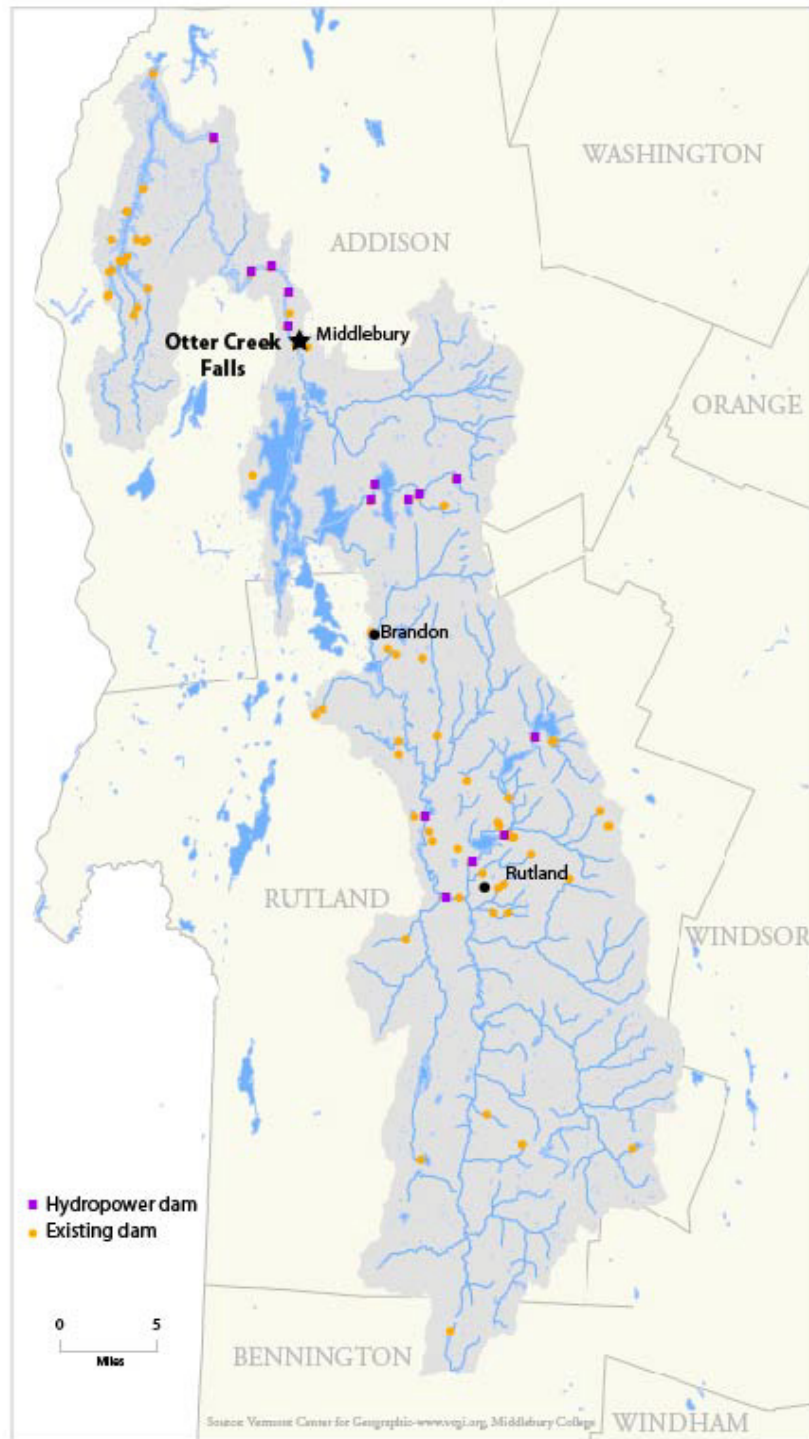 WASHINGTON
ADDISON
Otter Creek
Falls
Middlebury
ORANGE
Brandon
Rutland
RUTLAND
WINDSOR
Hydropower dam
Existing dam
0 5
Miles
BENNINGTON
Source: Vermont Center for Geographic-www.vcgi.org, Middlebury College
WINDHAM